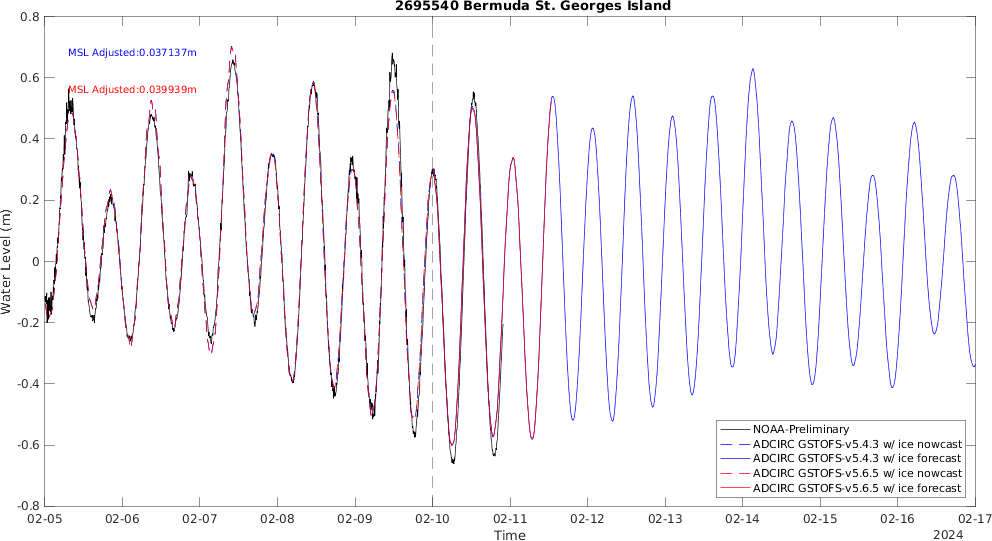 2695540 Bermuda St. Georges Island
MSL Adjusted:0.037137m
MSL Adjusted:0.039939m
Water Level (m)
0.8
0.6
0.4
0.2
0
-0.2
-0.4
-0.6
-0.8
NOAA-Preliminary
ADCIRC GSTOFS-v5.4.3 w/ ice nowcast
ADCIRC GSTOFS-v5.4.3 w/ ice forecast
ADCIRC GSTOFS-v5.6.5 w/ ice nowcast
ADCIRC GSTOFS-v5.6.5 w/ ice forecast
02-05 02-06 02-07 02-08 02-09 02-10 02-11 02-12 02-13 02-14 02-15 02-16 02-17
Time
2024